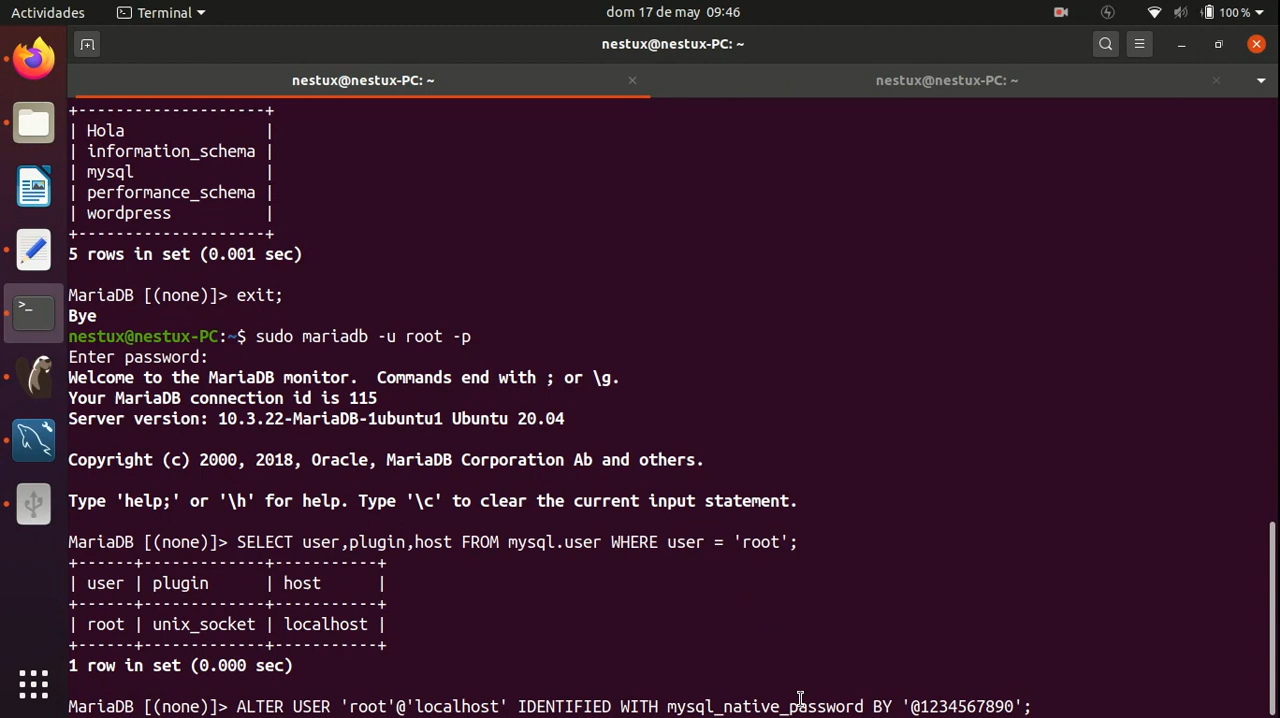 Actividades
Terminal
dom 17 de may 09:46
100 %
nestux@nestux-PC: ~
nestux@nestux-PC: ~
nestux@nestux-PC: ~
+--------------------+
| Hola               |
| information_schema |
| mysql              |
| performance_schema |
| wordpress          |
+--------------------+
5 rows in set (0.001 sec)
MariaDB [(none)]> exit;
Bye
nestux@nestux-PC:~$ sudo mariadb -u root -p
Enter password:
Welcome to the MariaDB monitor.  Commands end with ; or \g.
Your MariaDB connection id is 115
Server version: 10.3.22-MariaDB-1ubuntu1 Ubuntu 20.04
Copyright (c) 2000, 2018, Oracle, MariaDB Corporation Ab and others.
Type 'help;' or '\h' for help. Type '\c' to clear the current input statement.
MariaDB [(none)]> SELECT user,plugin,host FROM mysql.user WHERE user = 'root';
+------+-------------+-----------+
| user | plugin      | host      |
+------+-------------+-----------+
| root | unix_socket | localhost |
+------+-------------+-----------+
1 row in set (0.000 sec)
MariaDB [(none)]> ALTER USER 'root'@'localhost' IDENTIFIED WITH mysql_native_password BY '@1234567890';